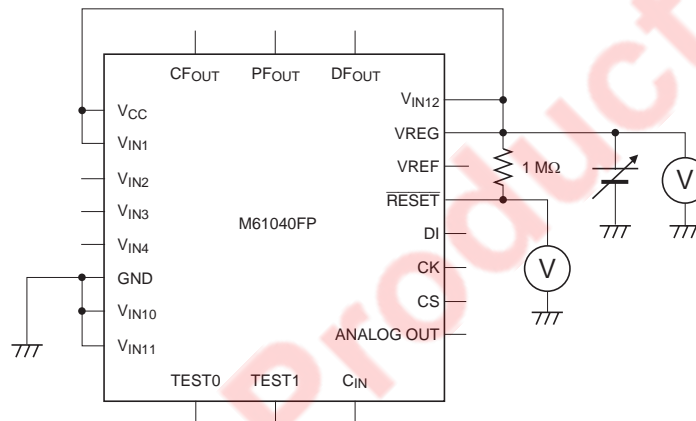 CFOUT PFOUT DFOUT
VCC
VIN1
VIN2
VIN3
VIN4
GND
VIN10
VIN11
M61040FP
VIN12
VREG
VREF
RESET
DI
CK
CS
ANALOG OUT
TEST0 TEST1 CIN
1 MΩ
V
V
Product